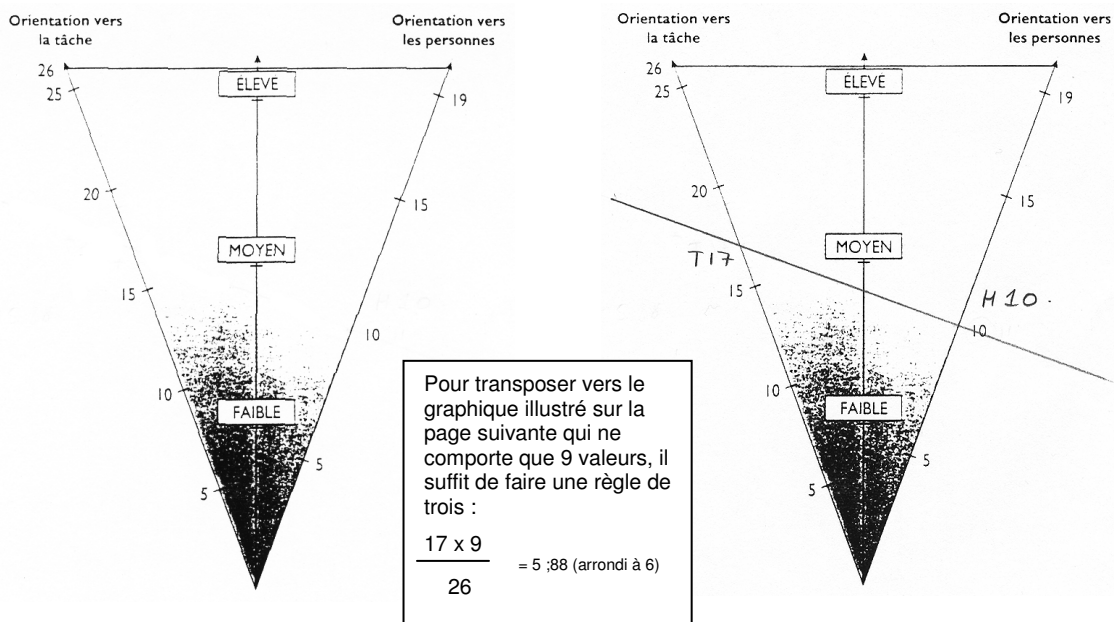 Orientation vers
la tâche
Orientation vers
les personnes
26
25
20
15
10
5
19
15
10
5
ÉLEVÉ
MOYEN
FAIBLE
Orientation vers
la tâche
Orientation vers
les personnes
26
25
20
15
10
5
19
15
10
5
ÉLEVÉ
MOYEN
FAIBLE
T17
H 10.
Pour transposer vers le
graphique illustré sur la
page suivante qui ne
comporte que 9 valeurs, il
suffit de faire une règle de
trois :
17 x 9
26
= 5 ;88 (arrondi à 6)